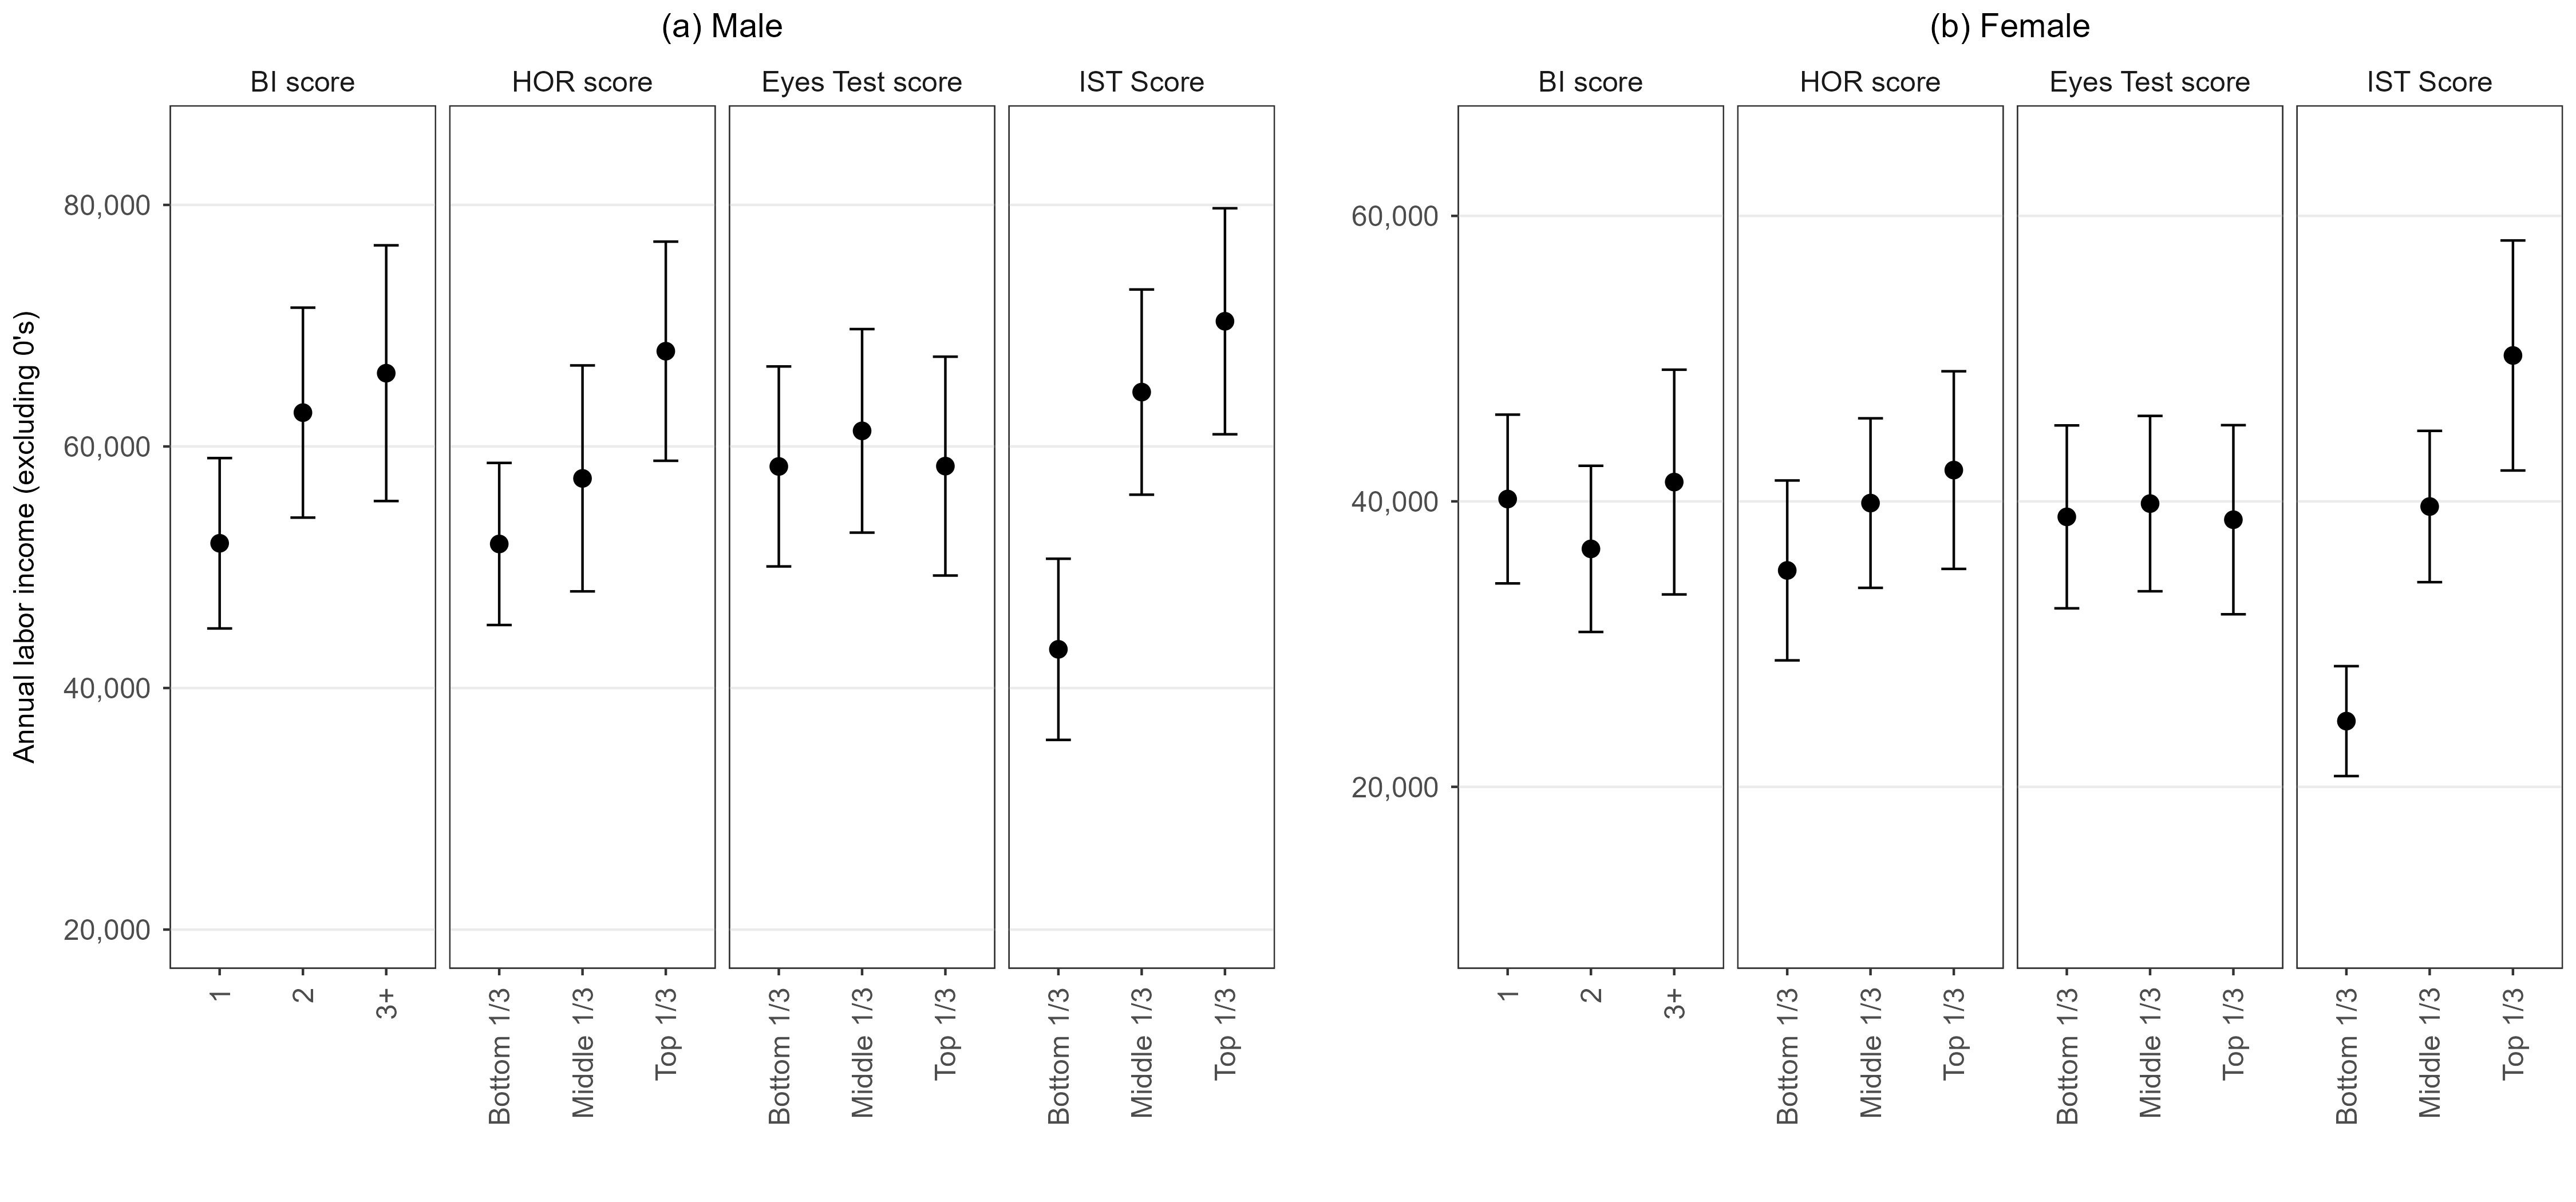 (a) Male
BI score
HOR score
Eyes Test score
IST Score
Annual labor income (excluding 0's)
80,000
60,000
40,000
20,000
1
2
3+
Bottom 1/3
Middle 1/3
Top 1/3
Bottom 1/3
Middle 1/3
Top 1/3
Bottom 1/3
Middle 1/3
Top 1/3
(b) Female
BI score
HOR score
Eyes Test score
IST Score
60,000
40,000
20,000
1
2
3+
Bottom 1/3
Middle 1/3
Top 1/3
Bottom 1/3
Middle 1/3
Top 1/3
Bottom 1/3
Middle 1/3
Top 1/3